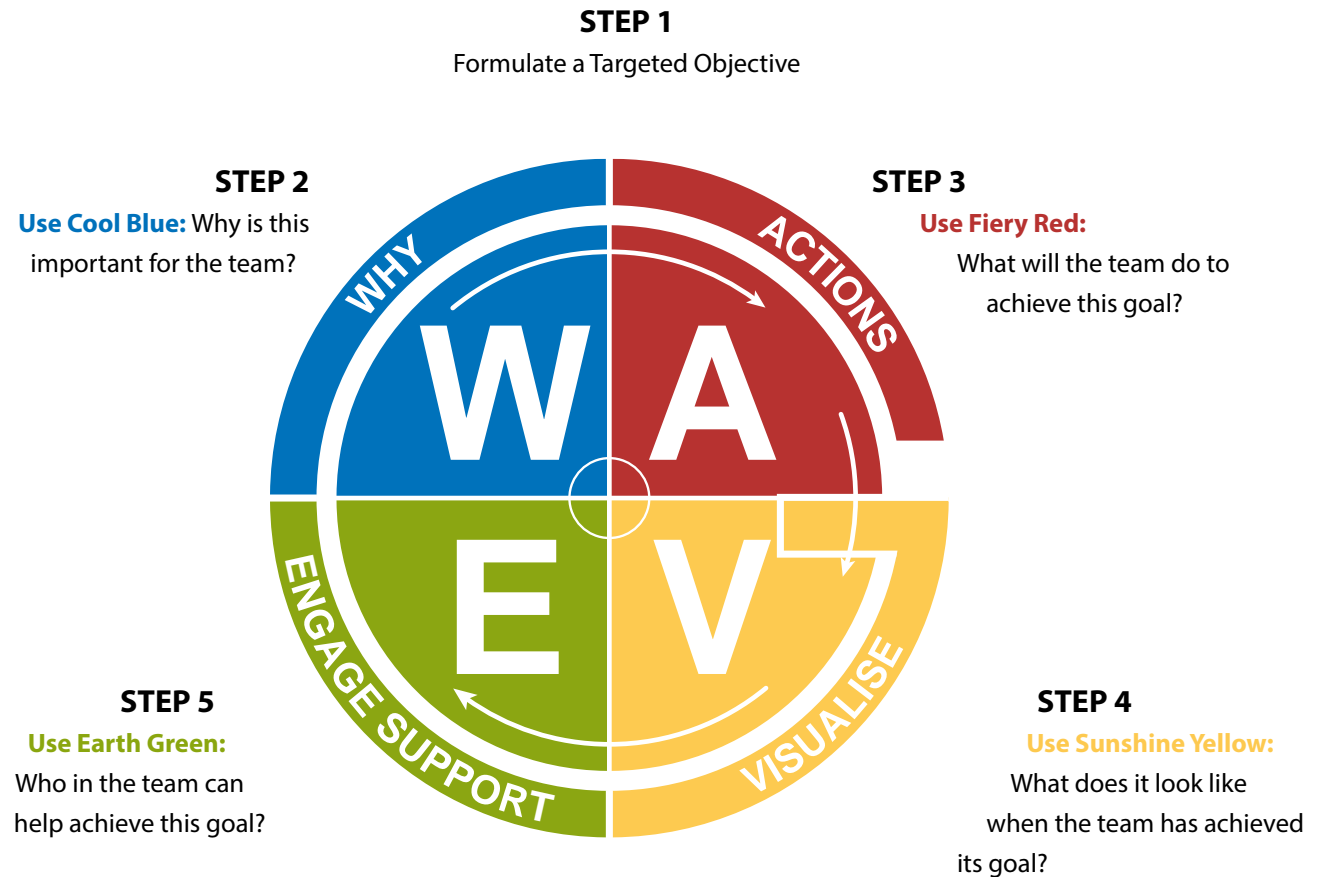 STEP 1
Formulate a Targeted Objective
STEP 2
Use Cool Blue: Why is this
important for the team?
STEP 3
Use Fiery Red:
What will the team do to
achieve this goal?
WHY
ACTIONS
W
A
E
V
ENGAGE SUPPORT
VISUALISE
STEP 5
Use Earth Green:
Who in the team can
help achieve this goal?
STEP 4
Use Sunshine Yellow:
What does it look like
when the team has achieved
its goal?